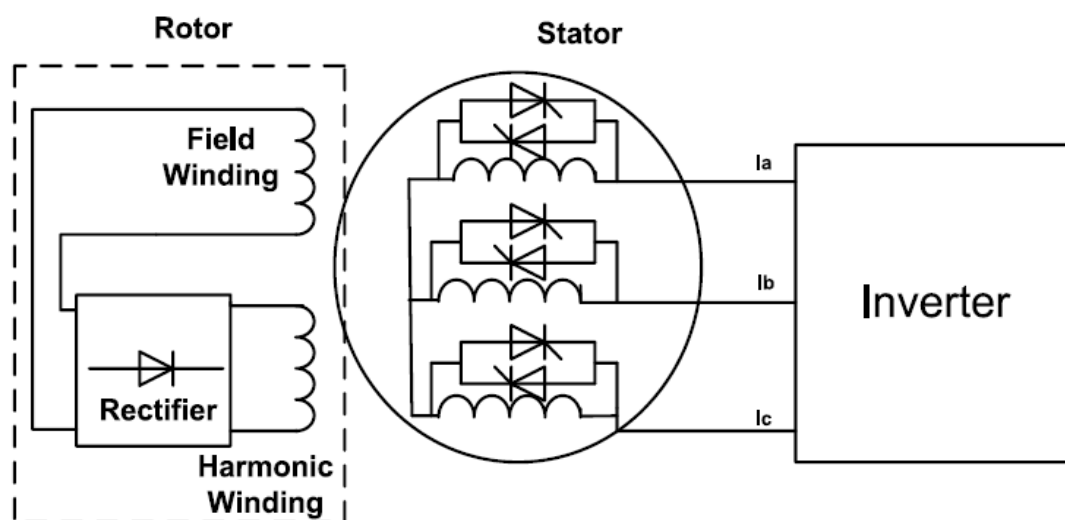 Rotor
Stator
Field
Winding
Rectifier
Harmonic
Winding
Ia
Ib
Ic
Inverter